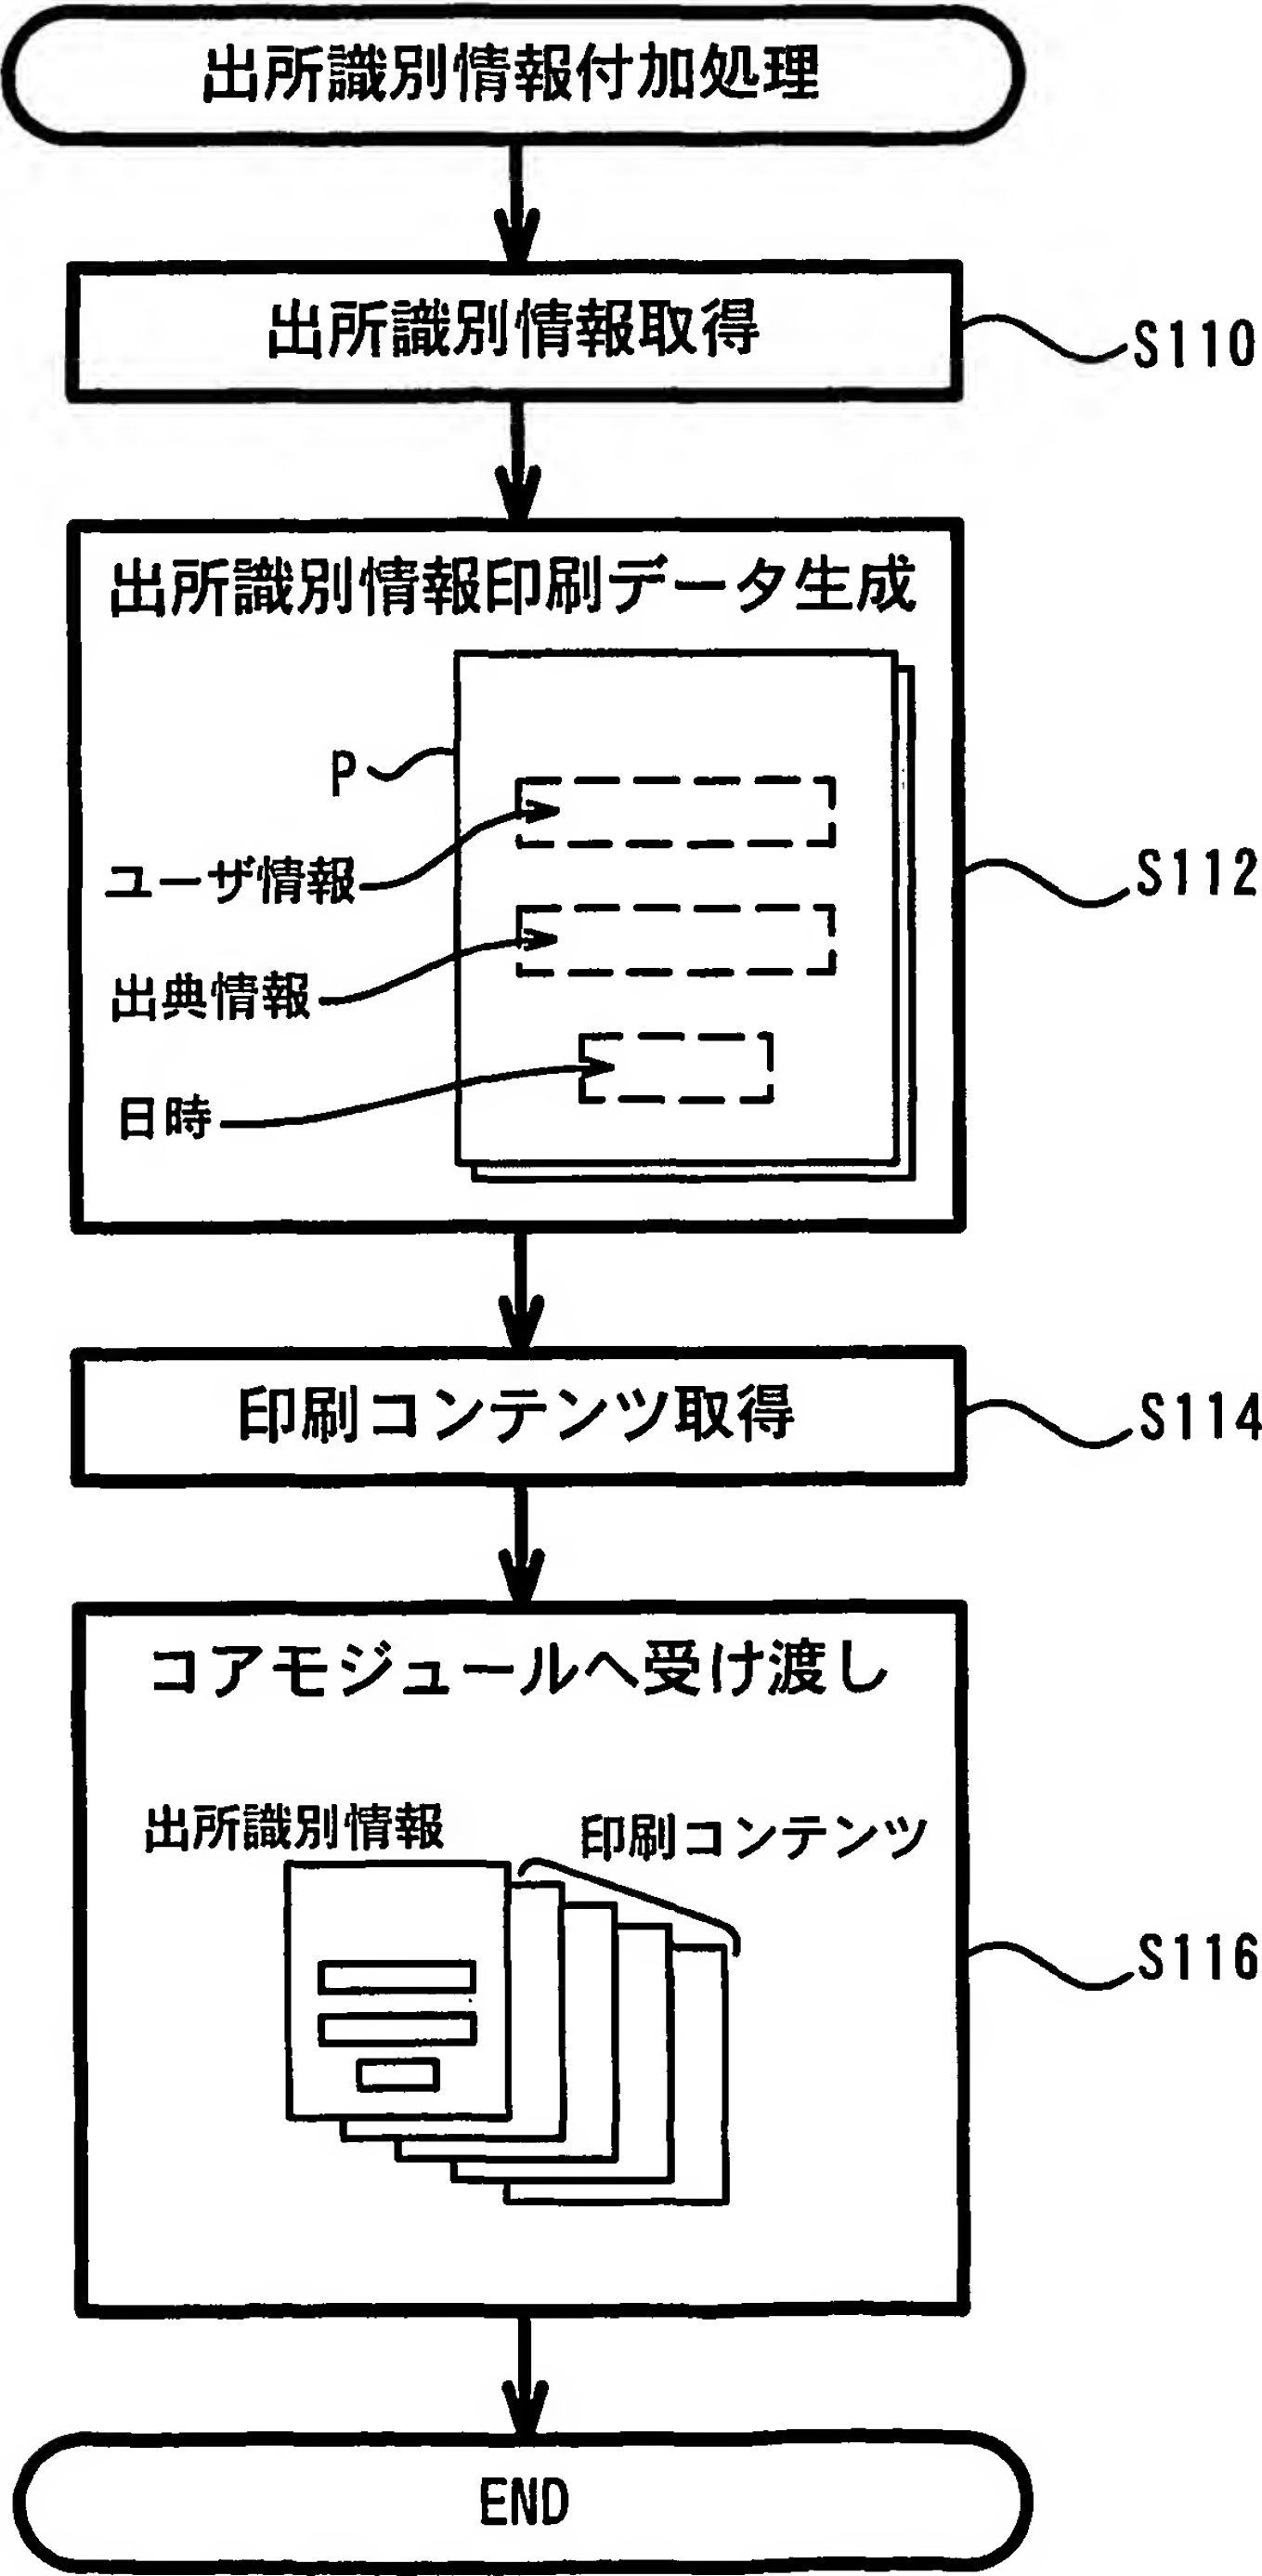 出所識別情報付加処理
出所識別情報取得
S110
出所識別情報印刷データ生成
P
ユーザ情報
S112
出典情報
日時
印刷コンテンツ取得
S114
コアモジュールへ受け渡し
出所識別情報
印刷コンテンツ
S116
END